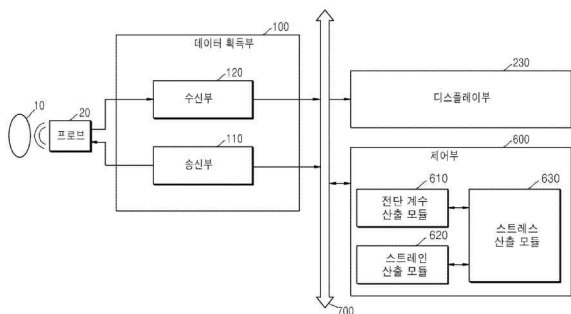 100
데이터 획득부
120
수신부
10
20
프로브
110
송신부
230
디스플레이부
600
제어부
610
전단 계수
산출 모듈
620
스트레인
산출 모듈
630
스트레스
산출 모듈
700